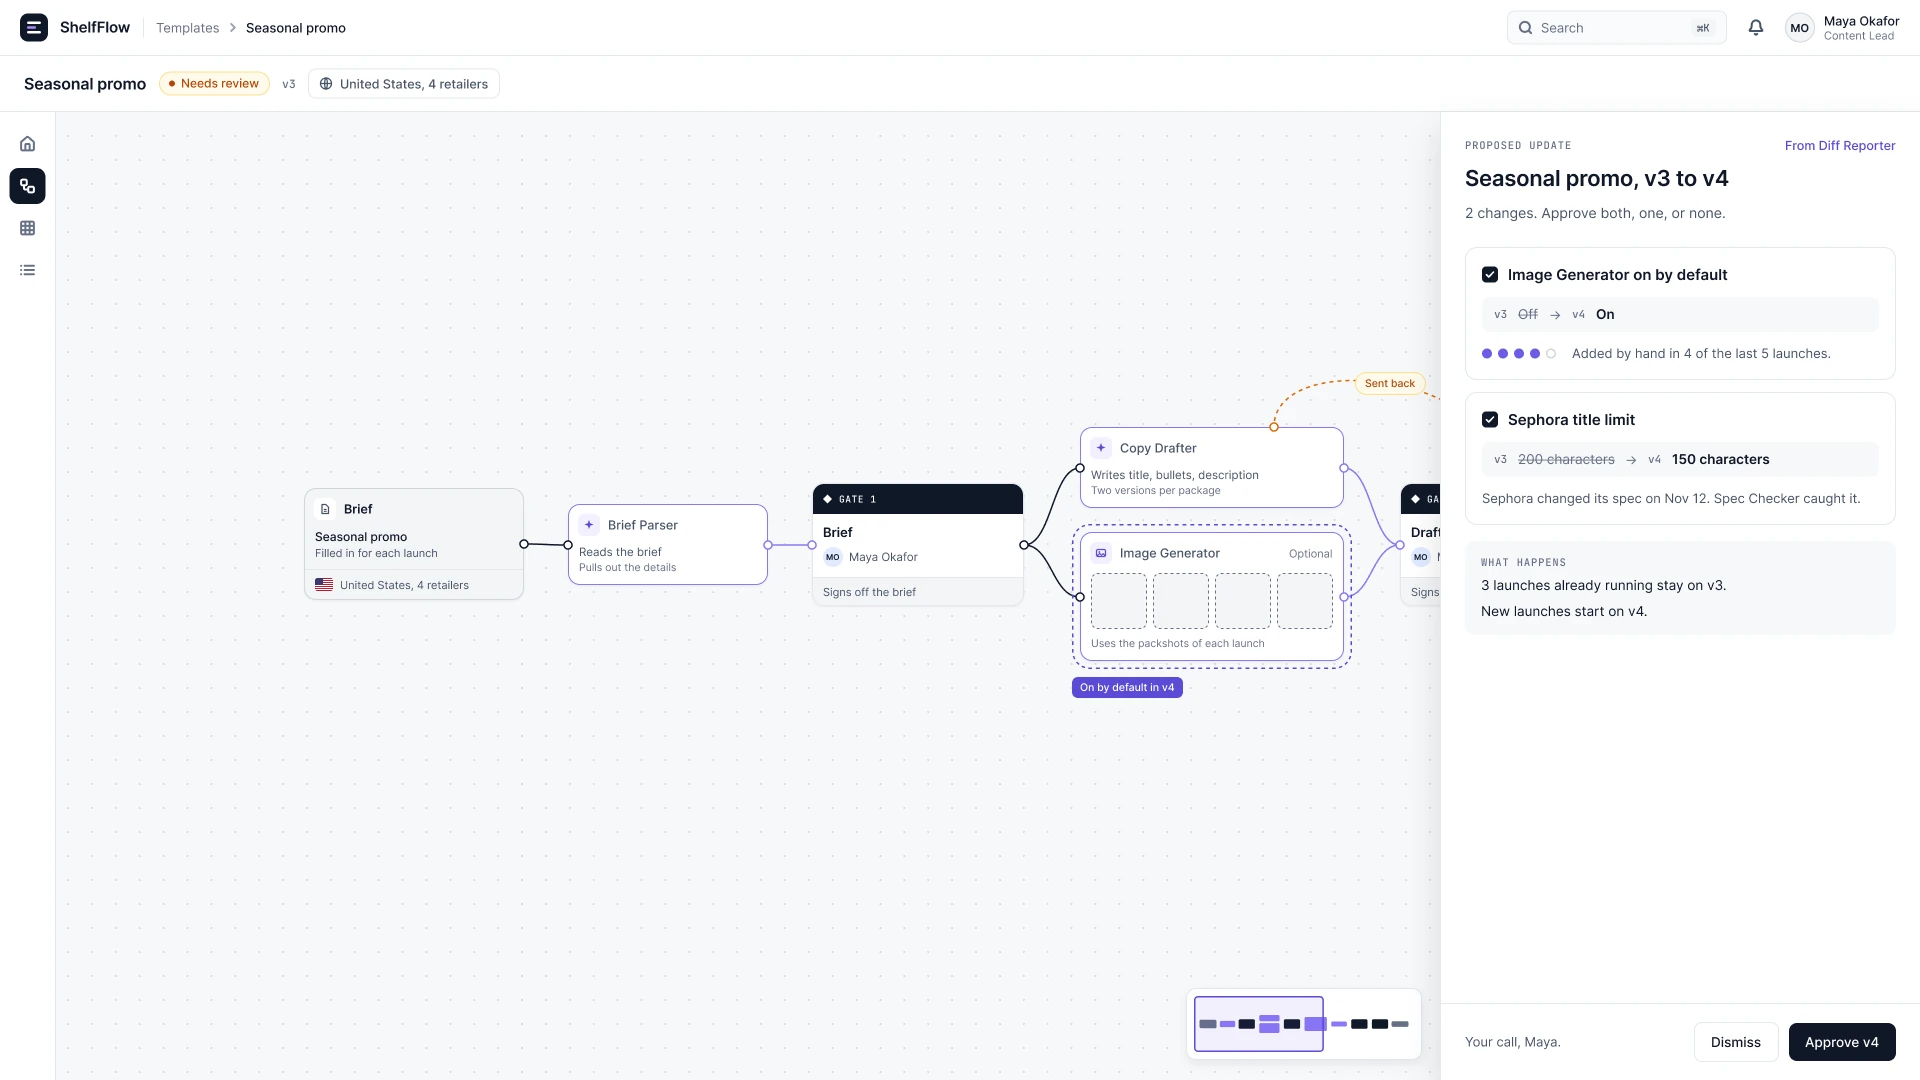 ShelfFlow
Templates > Seasonal promo
Search
⌘K
MO
Maya Okafor
Content Lead
Seasonal promo
Needs review
v3
United States, 4 retailers
Brief
Seasonal promo
Filled in for each launch
United States, 4 retailers
Brief Parser
Reads the brief
Pulls out the details
GATE 1
Brief
MO Maya Okafor
Signs off the brief
Sent back
Copy Drafter
Writes title, bullets, description
Two versions per package
Image Generator
Optional
Uses the packshots of each launch
On by default in v4
GA
Draft
MO
Signs
PROPOSED UPDATE
From Diff Reporter
Seasonal promo, v3 to v4
2 changes. Approve both, one, or none.
Image Generator on by default
v3 Off → v4 On
Added by hand in 4 of the last 5 launches.
Sephora title limit
v3 200 characters → v4 150 characters
Sephora changed its spec on Nov 12. Spec Checker caught it.
WHAT HAPPENS
3 launches already running stay on v3.
New launches start on v4.
Your call, Maya.
Dismiss
Approve v4